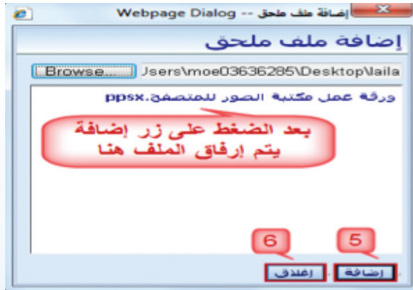 إضافة ملف ملحق -- Webpage Dialog
إضافة ملف ملحق
Browse... Jsers\moe03636285\Desktop\laila
ورقة عمل مكتبة الصور للمتصفح.ppsx
بعد الضغط على زر إضافة
يتم إرفاق الملف هنا
5
6
إضافة
إغلاق